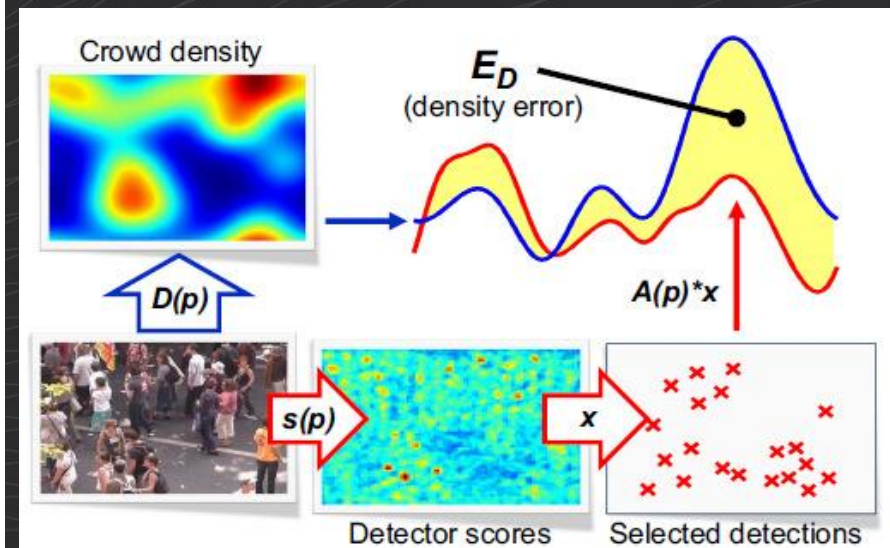 Crowd density
E_D
(density error)
D(p)
A(p)*x
s(p)
x
Detector scores
Selected detections